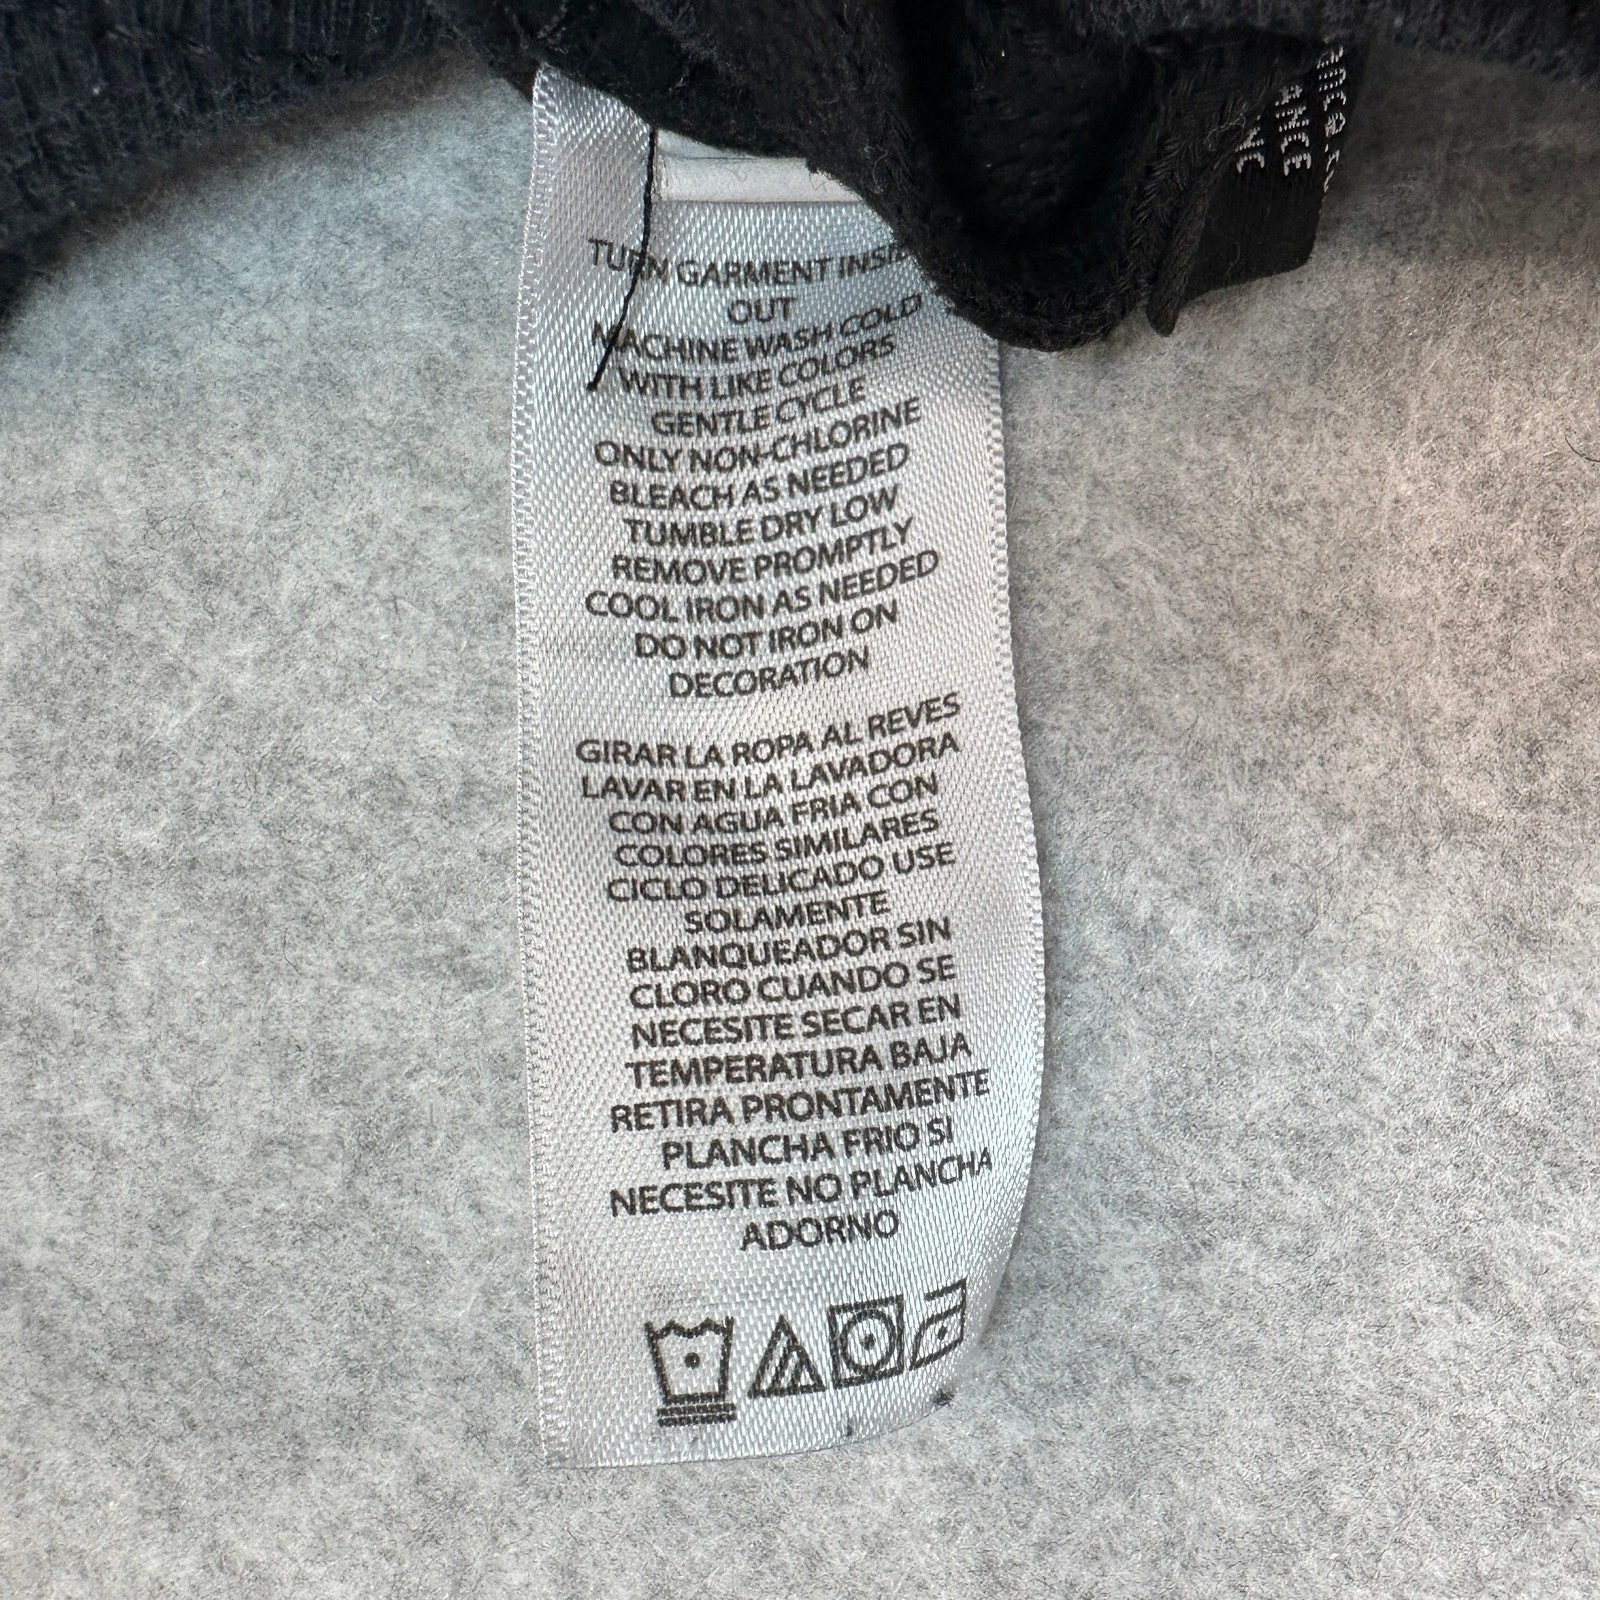 TURN GARMENT
OUT
MACHINE WASH COLD
WITH LIKE COLORS
GENTLE CYCLE
ONLY NON-CHLORINE
BLEACH AS NEEDED
TUMBLE DRY LOW
REMOVE PROMPTLY
COOL IRON AS NEEDED
DO NOT IRON ON
DECORATION
GIRAR LA ROPA AL REVES
LAVAR EN LA LAVADORA
CON AGUA FRIA CON
COLORES SIMILARES
CICLO DELICADO USE
SOLAMENTE
BLANQUEADOR SIN
CLORO CUANDO SE
NECESITE SECAR EN
TEMPERATURA BAJA
RETIRA PRONTAMENTE
PLANCHA FRIO SI
NECESITE NO PLANCHA
ADORNO